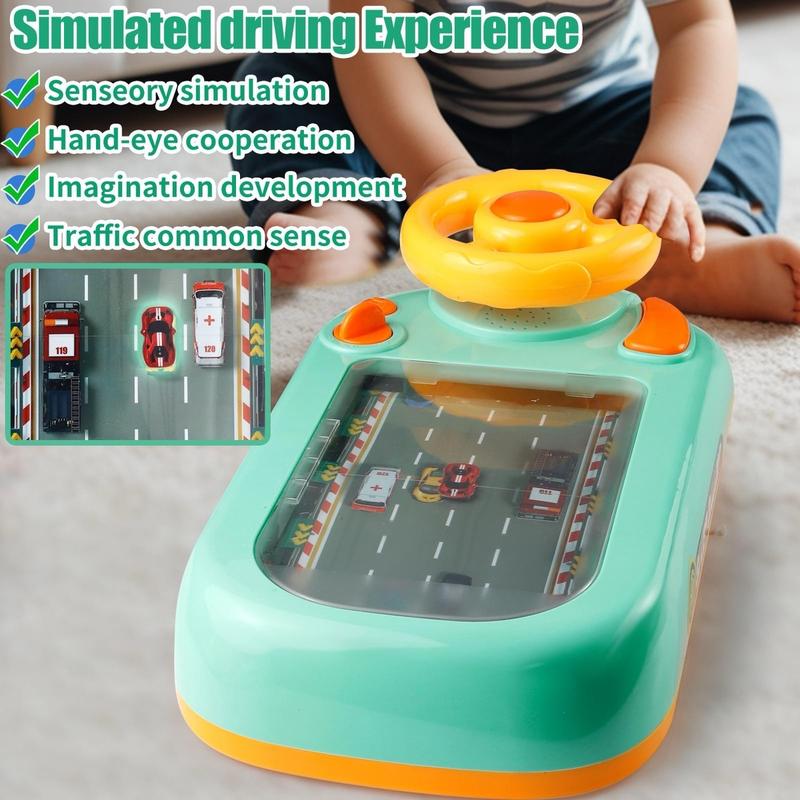 Simulated driving Experience
Senseory simulation
Hand-eye cooperation
Imagination development
Traffic common sense
119
120